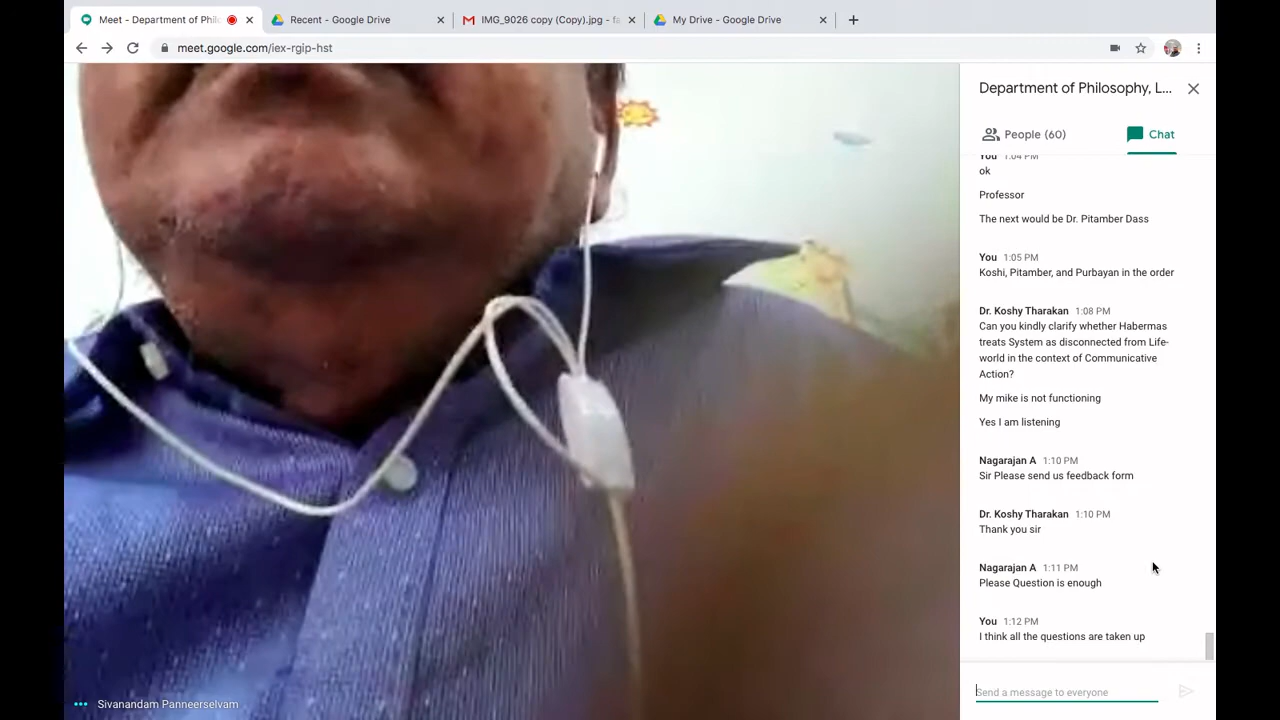 Meet - Department of Philo
Recent - Google Drive
IMG_9026 copy (Copy).jpg - fa
My Drive - Google Drive
meet.google.com/iex-rgip-hst
Department of Philosophy, L...
People (60)
Chat
You 1:04 PM
ok
Professor
The next would be Dr. Pitamber Dass
You 1:05 PM
Koshi, Pitamber, and Purbayan in the order
Dr. Koshy Tharakan 1:08 PM
Can you kindly clarify whether Habermas
treats System as disconnected from Life-
world in the context of Communicative
Action?
My mike is not functioning
Yes I am listening
Nagarajan A 1:10 PM
Sir Please send us feedback form
Dr. Koshy Tharakan 1:10 PM
Thank you sir
Nagarajan A 1:11 PM
Please Question is enough
You 1:12 PM
I think all the questions are taken up
Send a message to everyone
Sivanandam Panneerselvam